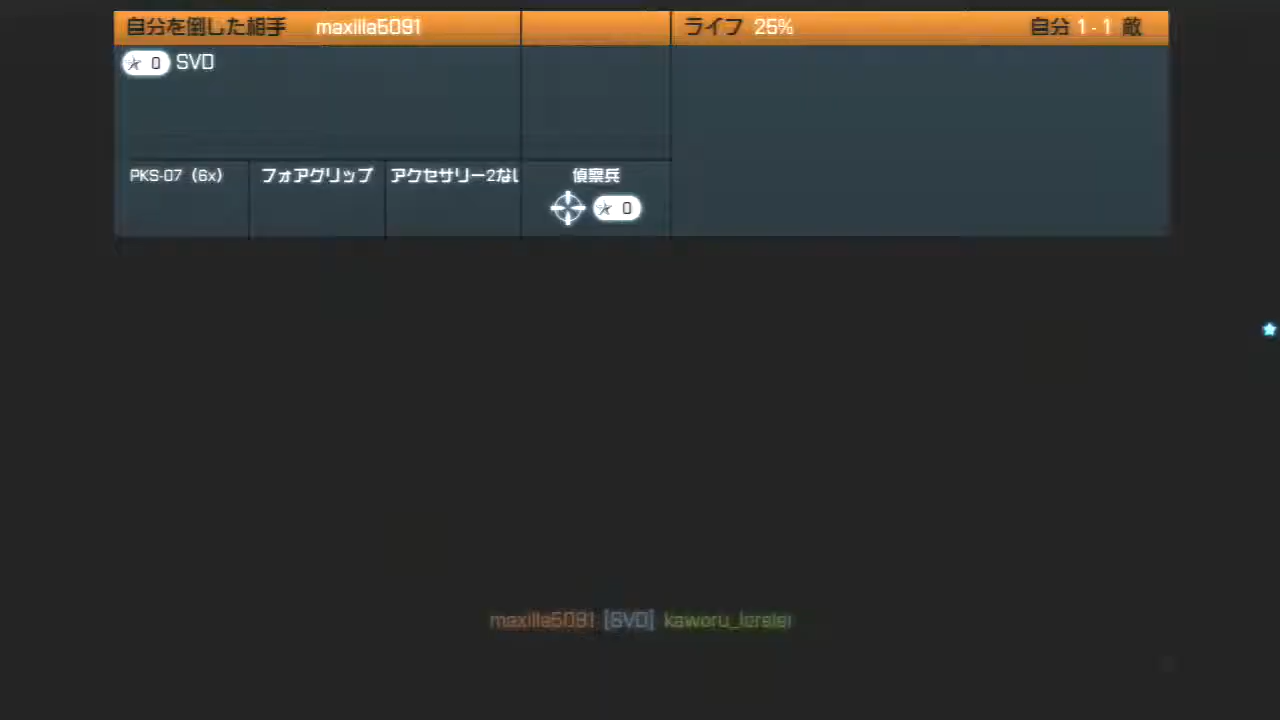 自分を倒した相手 maxilla5091 ライフ 25% 自分 1 - 1 敵
0 SVD
PKS-07（6x） フォアグリップ アクセサリー2なし 偵察兵
0
maxilla5091 [SVD]